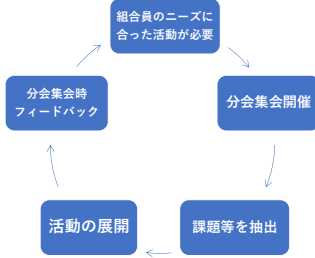 組合員のニーズに
合った活動が必要
分会集会開催
課題等を抽出
活動の展開
分会集会時
フィードバック